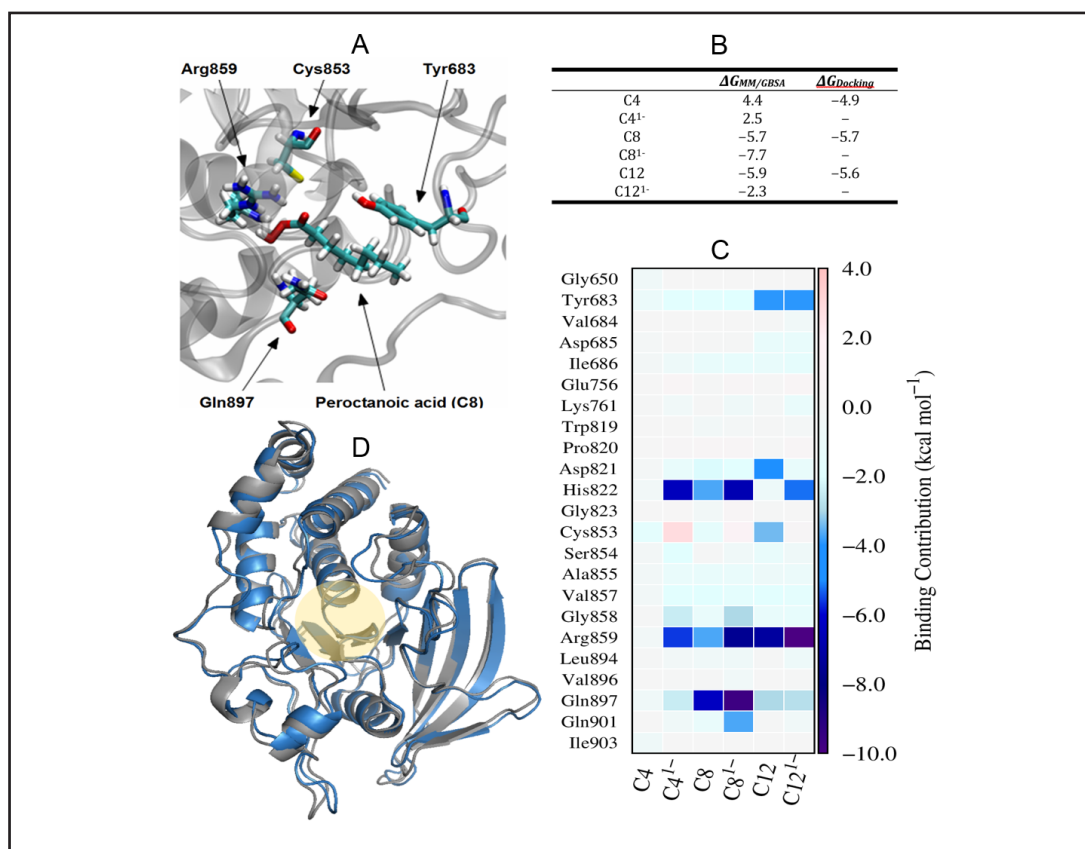 A
Arg859 Cys853 Tyr683
Gln897 Peroctanoic acid (C8)
B
ΔG_MM/GBSA ΔG_Docking
C4 4.4 −4.9
C4¹⁻ 2.5 –
C8 −5.7 −5.7
C8¹⁻ −7.7 –
C12 −5.9 −5.6
C12¹⁻ −2.3 –
C
Gly650
Tyr683
Val684
Asp685
Ile686
Glu756
Lys761
Trp819
Pro820
Asp821
His822
Gly823
Cys853
Ser854
Ala855
Val857
Gly858
Arg859
Leu894
Val896
Gln897
Gln901
Ile903
C4 C4¹⁻ C8 C8¹⁻ C12 C12¹⁻
4.0
2.0
0.0
−2.0
−4.0
−6.0
−8.0
−10.0
Binding Contribution (kcal mol⁻¹)
D